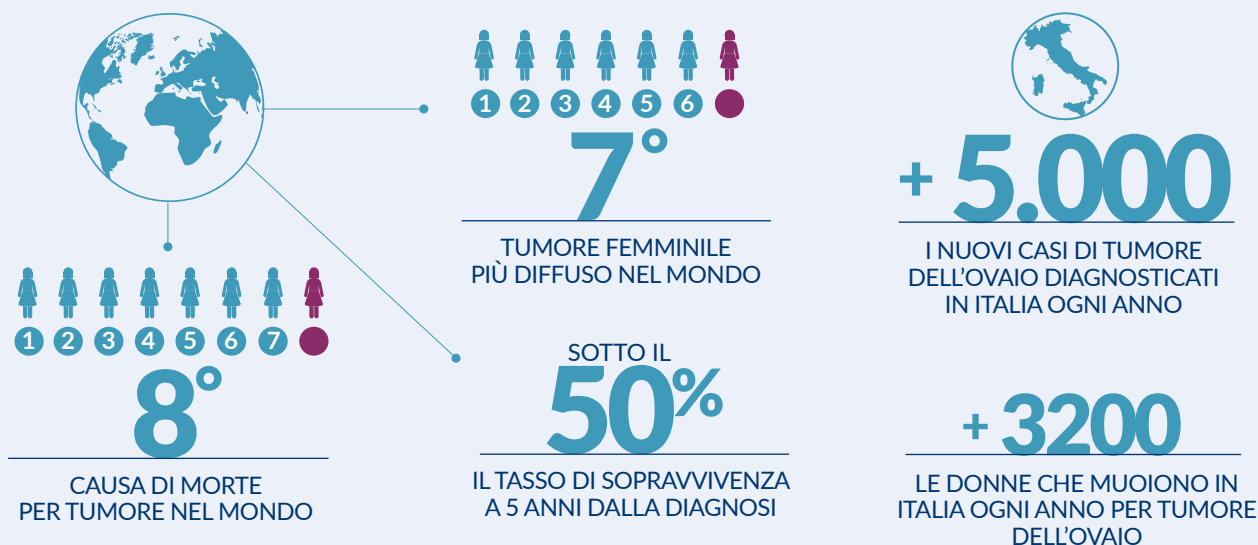 1 2 3 4 5 6
7°
TUMORE FEMMINILE
PIÙ DIFFUSO NEL MONDO
1 2 3 4 5 6 7
8°
CAUSA DI MORTE
PER TUMORE NEL MONDO
SOTTO IL
50%
IL TASSO DI SOPRAVVIVENZA
A 5 ANNI DALLA DIAGNOSI
+ 5.000
I NUOVI CASI DI TUMORE
DELL'OVAIO DIAGNOSTICATI
IN ITALIA OGNI ANNO
+ 3200
LE DONNE CHE MUOIONO IN
ITALIA OGNI ANNO PER TUMORE
DELL'OVAIO